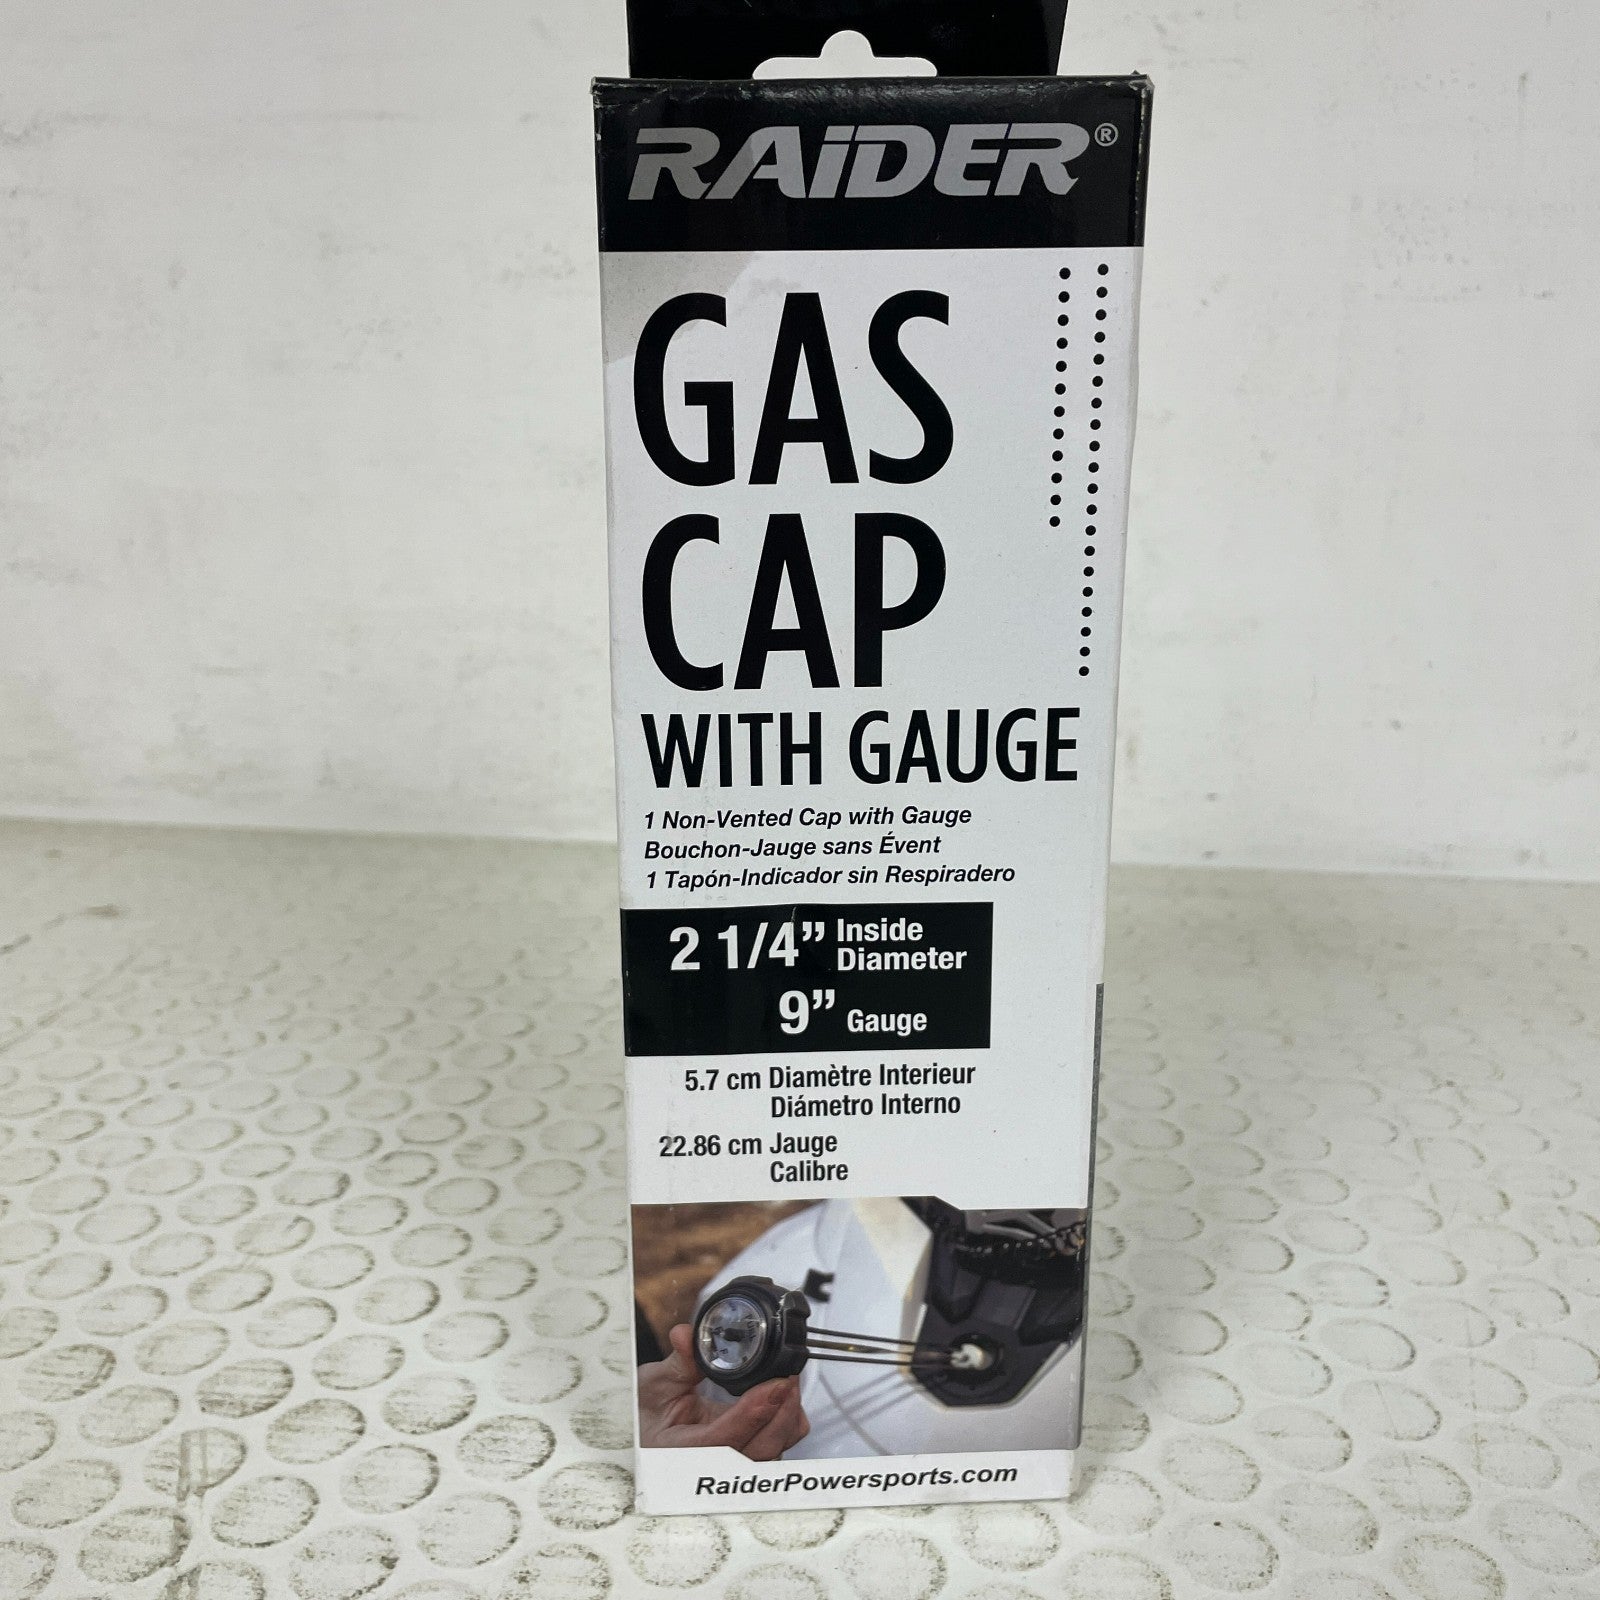 RAiDER®
GAS
CAP
WITH GAUGE
1 Non-Vented Cap with Gauge
Bouchon-Jauge sans Évent
1 Tapón-Indicador sin Respiradero
2 1/4” Inside
Diameter
9” Gauge
5.7 cm Diamètre Interieur
Diámetro Interno
22.86 cm Jauge
Calibre
RaiderPowersports.com